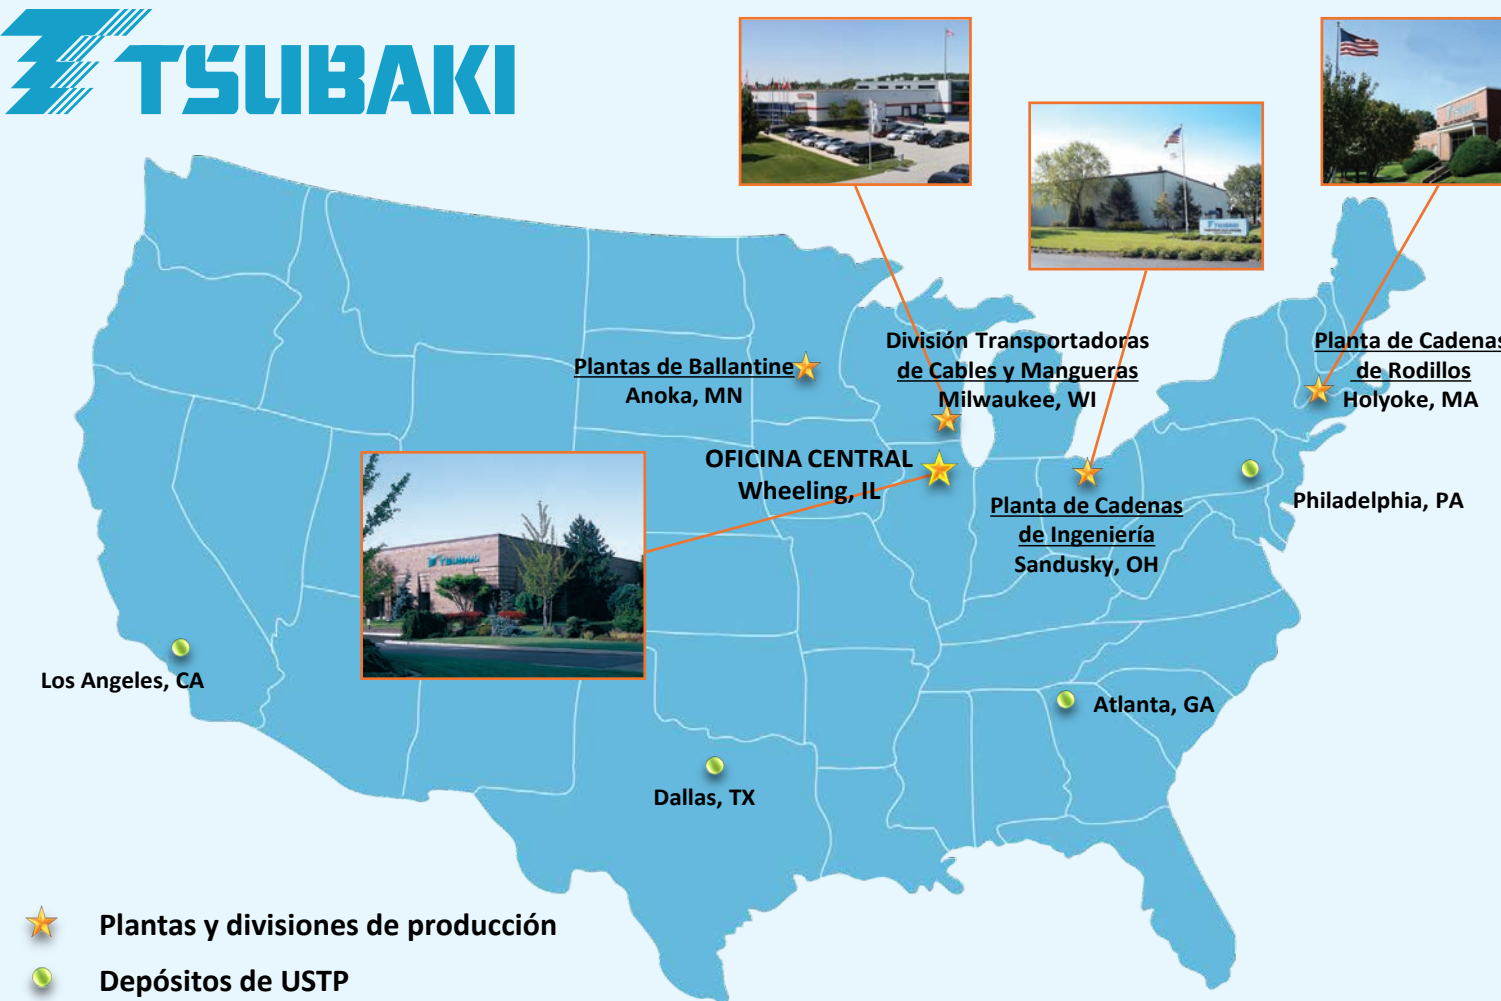 TSUBAKI
División Transportadoras
de Cables y Mangueras
Milwaukee, WI
Planta de Cadenas
de Rodillos
Holyoke, MA
Plantas de Ballantine
Anoka, MN
OFICINA CENTRAL
Wheeling, IL
Planta de Cadenas
de Ingeniería
Sandusky, OH
Philadelphia, PA
TSUBAKI
TSUBAKI
Los Angeles, CA
Atlanta, GA
Dallas, TX
Plantas y divisiones de producción
Depósitos de USTP